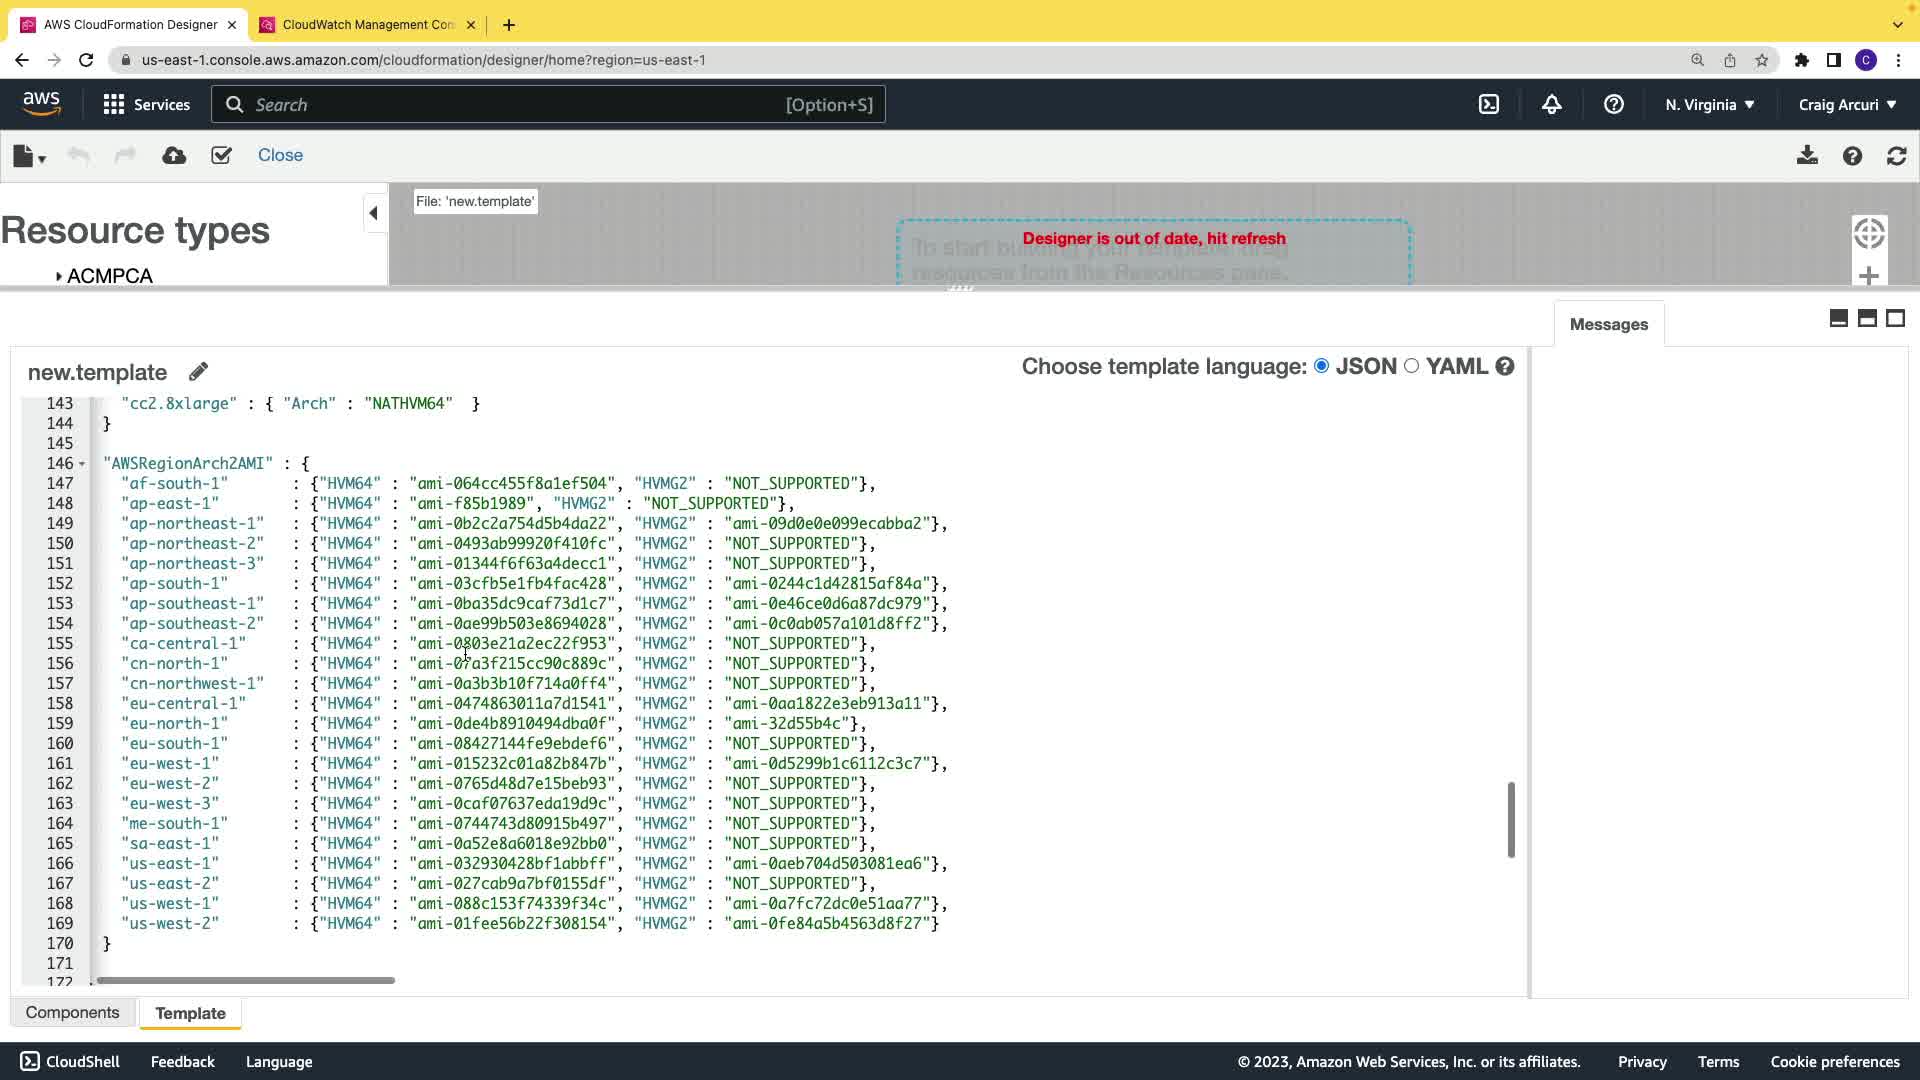 AWS CloudFormation Designer
CloudWatch Management Con
us-east-1.console.aws.amazon.com/cloudformation/designer/home?region=us-east-1
C
aws
Services
Search
[Option+S]
N. Virginia
Craig Arcuri
Close
Resource types
ACMPCA
File: 'new.template'
Designer is out of date, hit refresh
To start building your template, drag
resources from the Resources pane.
Messages
new.template
Choose template language: JSON YAML
143 "cc2.8xlarge" : { "Arch" : "NATHVM64" }
144 }
145
146 "AWSRegionArch2AMI" : {
147 "af-south-1" : {"HVM64" : "ami-064cc455f8a1ef504", "HVMG2" : "NOT_SUPPORTED"},
148 "ap-east-1" : {"HVM64" : "ami-f85b1989", "HVMG2" : "NOT_SUPPORTED"},
149 "ap-northeast-1" : {"HVM64" : "ami-0b2c2a754d5b4da22", "HVMG2" : "ami-09d0e0e099ecabba2"},
150 "ap-northeast-2" : {"HVM64" : "ami-0493ab99920f410fc", "HVMG2" : "NOT_SUPPORTED"},
151 "ap-northeast-3" : {"HVM64" : "ami-01344f6f63a4decc1", "HVMG2" : "NOT_SUPPORTED"},
152 "ap-south-1" : {"HVM64" : "ami-03cfb5e1fb4fac428", "HVMG2" : "ami-0244c1d42815af84a"},
153 "ap-southeast-1" : {"HVM64" : "ami-0ba35dc9caf73d1c7", "HVMG2" : "ami-0e46ce0d6a87dc979"},
154 "ap-southeast-2" : {"HVM64" : "ami-0ae99b503e8694028", "HVMG2" : "ami-0c0ab057a101d8ff2"},
155 "ca-central-1" : {"HVM64" : "ami-0803e21a2ec22f953", "HVMG2" : "NOT_SUPPORTED"},
156 "cn-north-1" : {"HVM64" : "ami-07a3f215cc90c889c", "HVMG2" : "NOT_SUPPORTED"},
157 "cn-northwest-1" : {"HVM64" : "ami-0a3b3b10f714a0ff4", "HVMG2" : "NOT_SUPPORTED"},
158 "eu-central-1" : {"HVM64" : "ami-0474863011a7d1541", "HVMG2" : "ami-0aa1822e3eb913a11"},
159 "eu-north-1" : {"HVM64" : "ami-0de4b8910494dba0f", "HVMG2" : "ami-32d55b4c"},
160 "eu-south-1" : {"HVM64" : "ami-08427144fe9ebdef6", "HVMG2" : "NOT_SUPPORTED"},
161 "eu-west-1" : {"HVM64" : "ami-015232c01a82b847b", "HVMG2" : "ami-0d5299b1c6112c3c7"},
162 "eu-west-2" : {"HVM64" : "ami-0765d48d7e15beb93", "HVMG2" : "NOT_SUPPORTED"},
163 "eu-west-3" : {"HVM64" : "ami-0caf07637eda19d9c", "HVMG2" : "NOT_SUPPORTED"},
164 "me-south-1" : {"HVM64" : "ami-0744743d80915b497", "HVMG2" : "NOT_SUPPORTED"},
165 "sa-east-1" : {"HVM64" : "ami-0a52e8a6018e92bb0", "HVMG2" : "NOT_SUPPORTED"},
166 "us-east-1" : {"HVM64" : "ami-032930428bf1abbff", "HVMG2" : "ami-0aeb704d503081ea6"},
167 "us-east-2" : {"HVM64" : "ami-027cab9a7bf0155df", "HVMG2" : "NOT_SUPPORTED"},
168 "us-west-1" : {"HVM64" : "ami-088c153f74339f34c", "HVMG2" : "ami-0a7fc72dc0e51aa77"},
169 "us-west-2" : {"HVM64" : "ami-01fee56b22f308154", "HVMG2" : "ami-0fe84a5b4563d8f27"}
170 }
171
172
Components
Template
CloudShell
Feedback
Language
© 2023, Amazon Web Services, Inc. or its affiliates.
Privacy
Terms
Cookie preferences